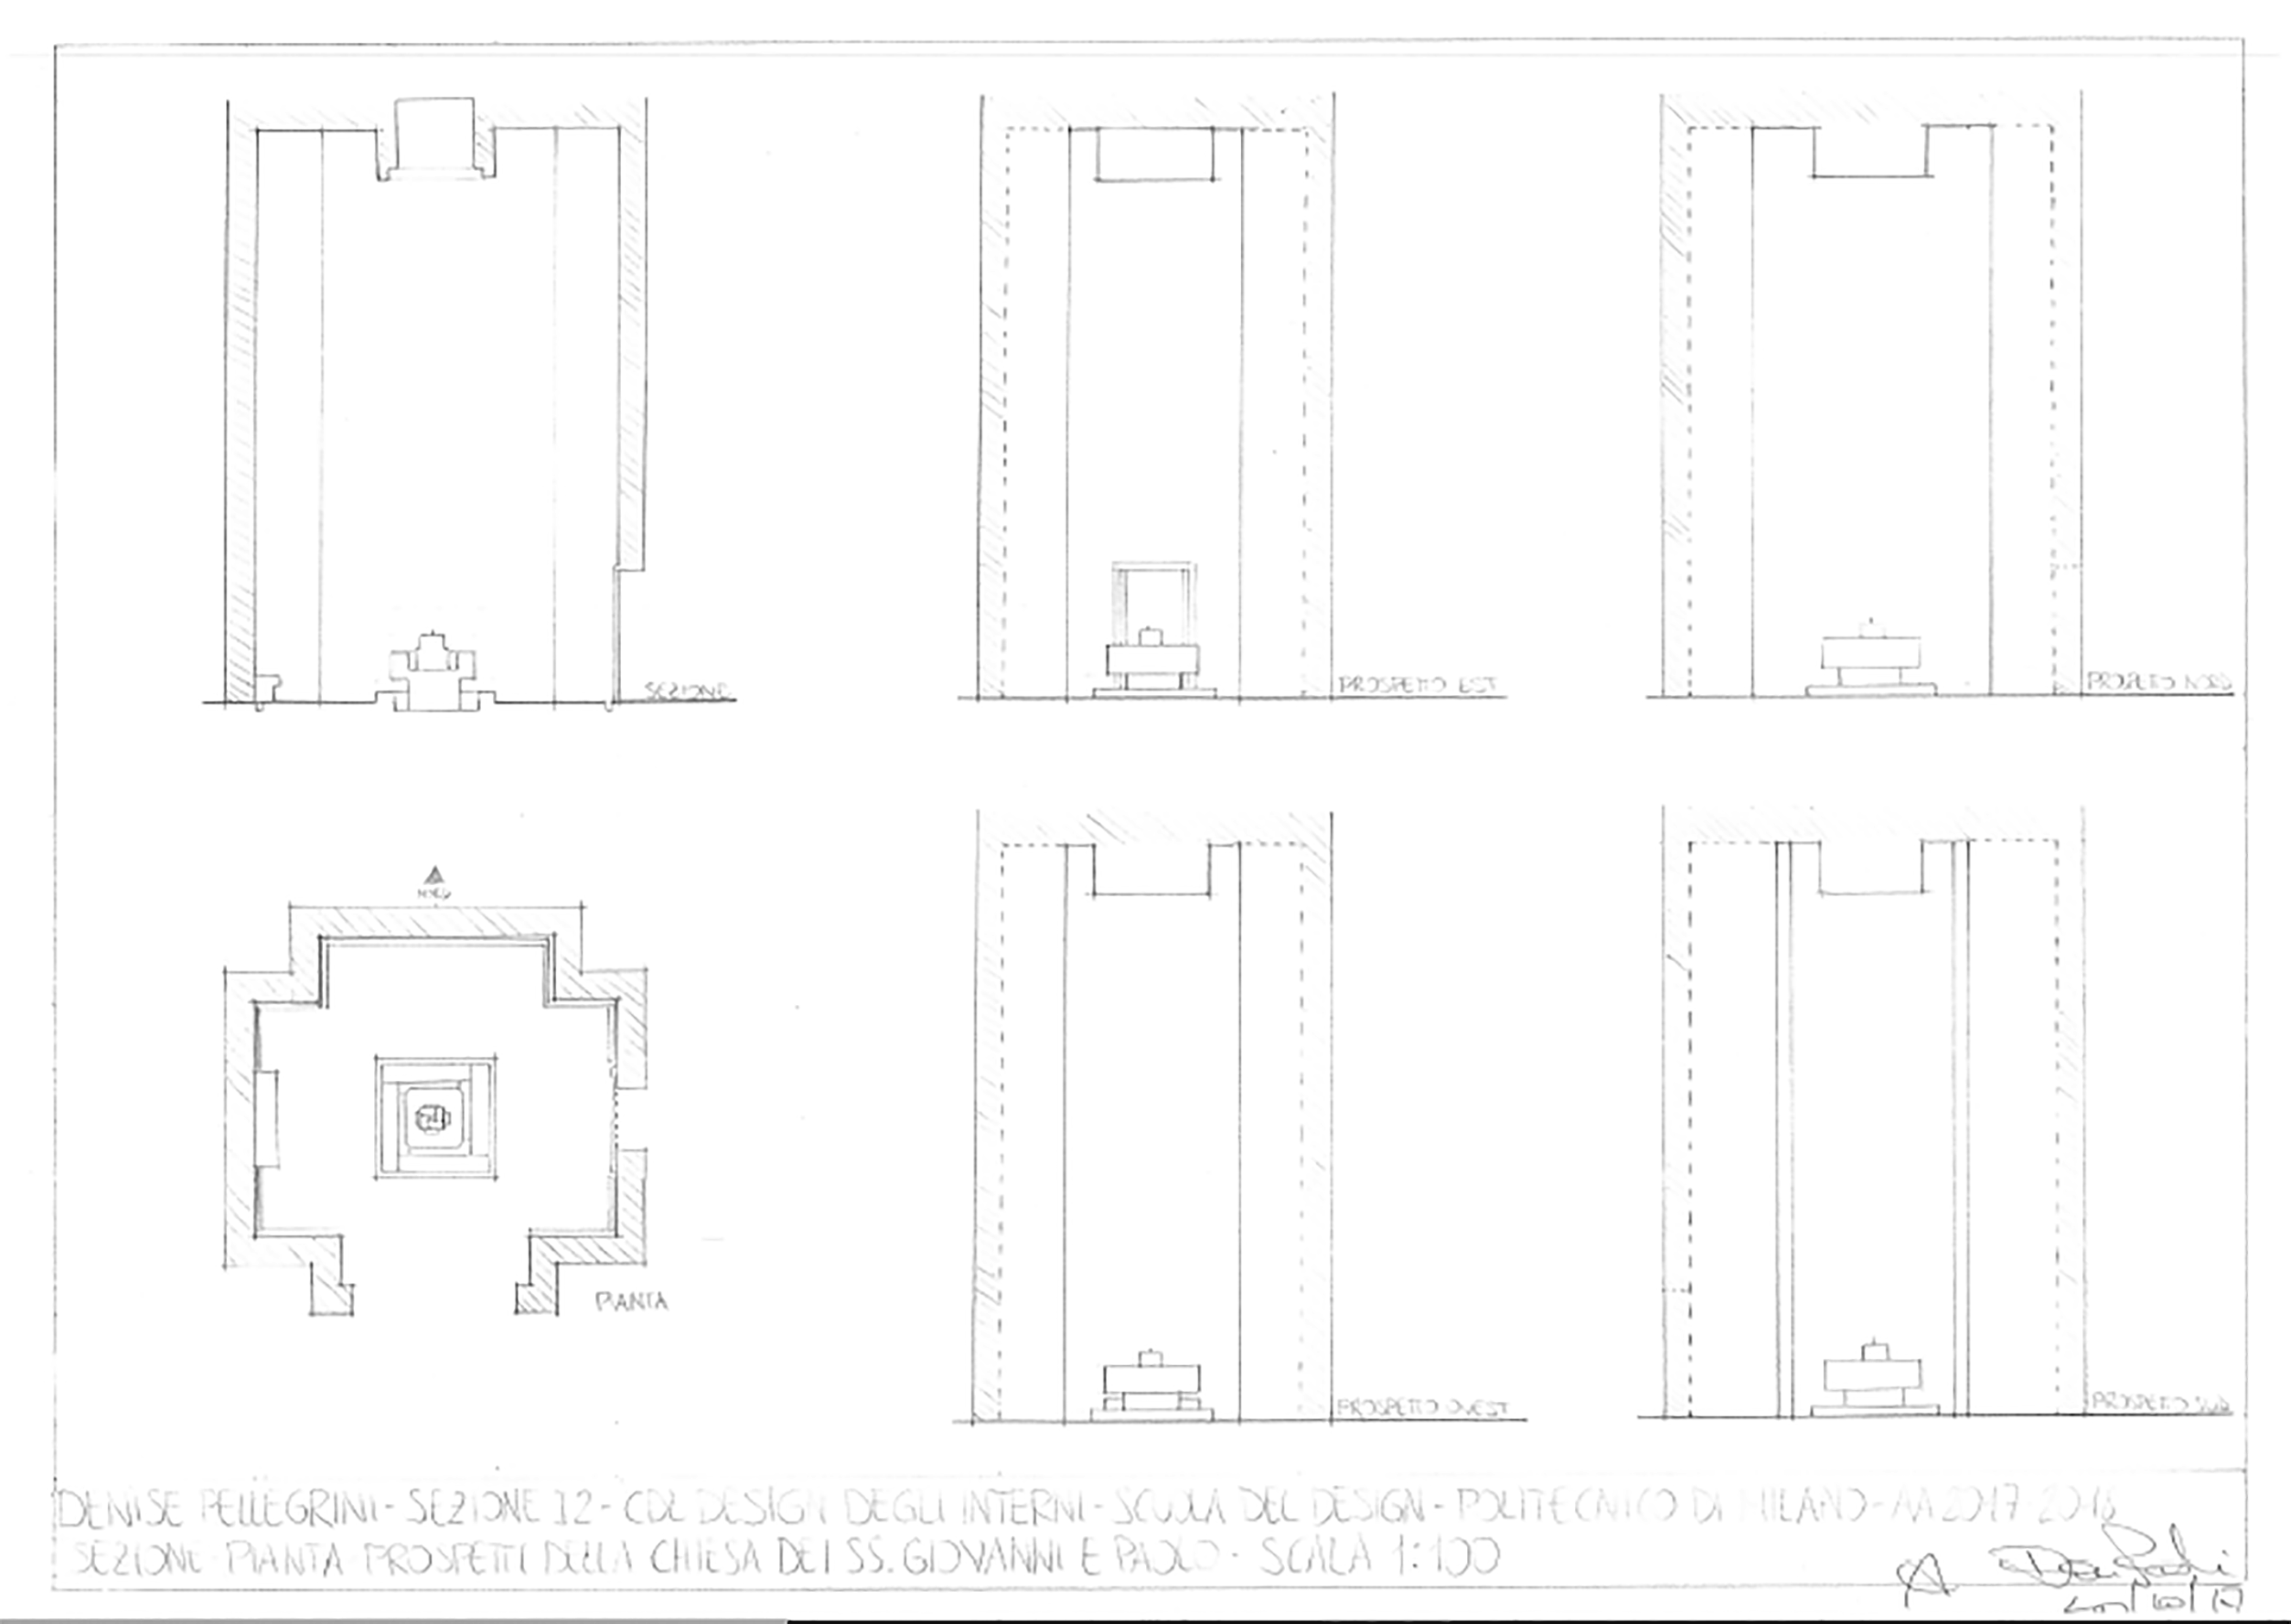 SEZIONE
PROSPETTO EST
PROSPETTO NORD
NORD
PIANTA
PROSPETTO OVEST
PROSPETTO SUD
DENISE PELLEGRINI - SEZIONE 12 - CDL DESIGN DEGLI INTERNI - SCUOLA DEL DESIGN - POLITECNICO DI MILANO - AA 2017-2018
SEZIONE PIANTA PROSPETTI DELLA CHIESA DEI SS. GIOVANNI E PAOLO - SCALA 1:100